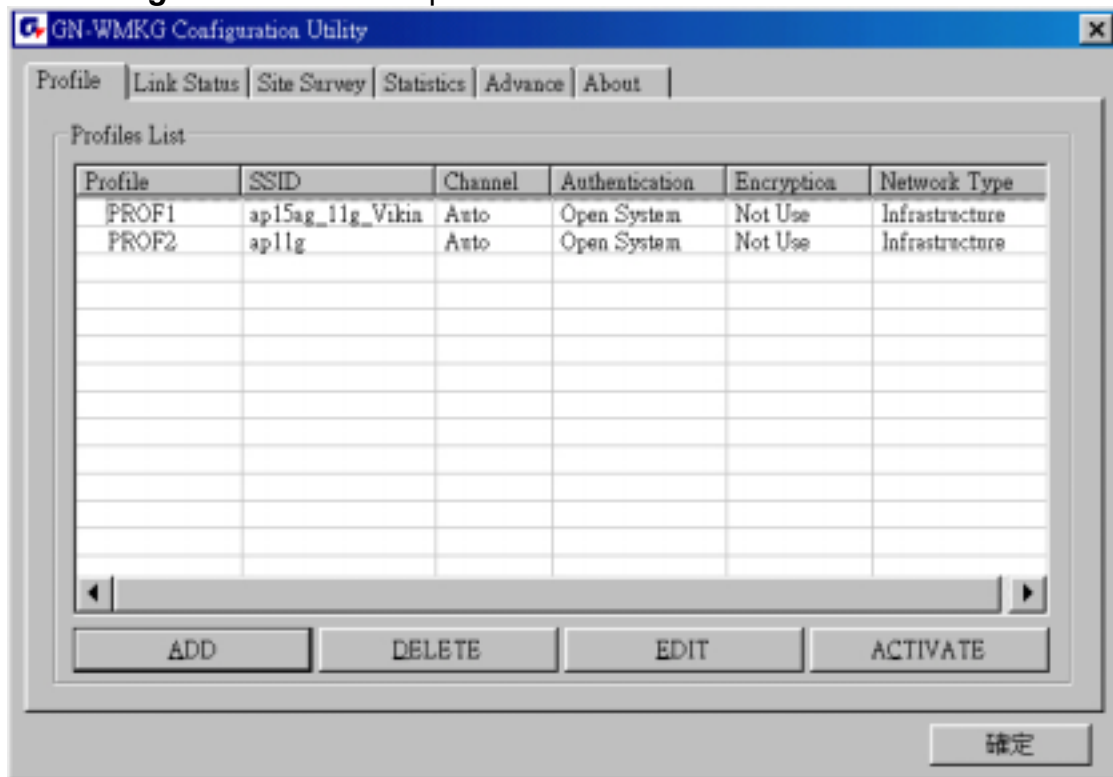 GN-WMKG Configuration Utility
Profile Link Status Site Survey Statistics Advance About
Profiles List
Profile SSID Channel Authentication Encryption Network Type
PROF1 ap15ag_11g_Vikin Auto Open System Not Use Infrastructure
PROF2 ap11g Auto Open System Not Use Infrastructure
ADD DELETE EDIT ACTIVATE
確定